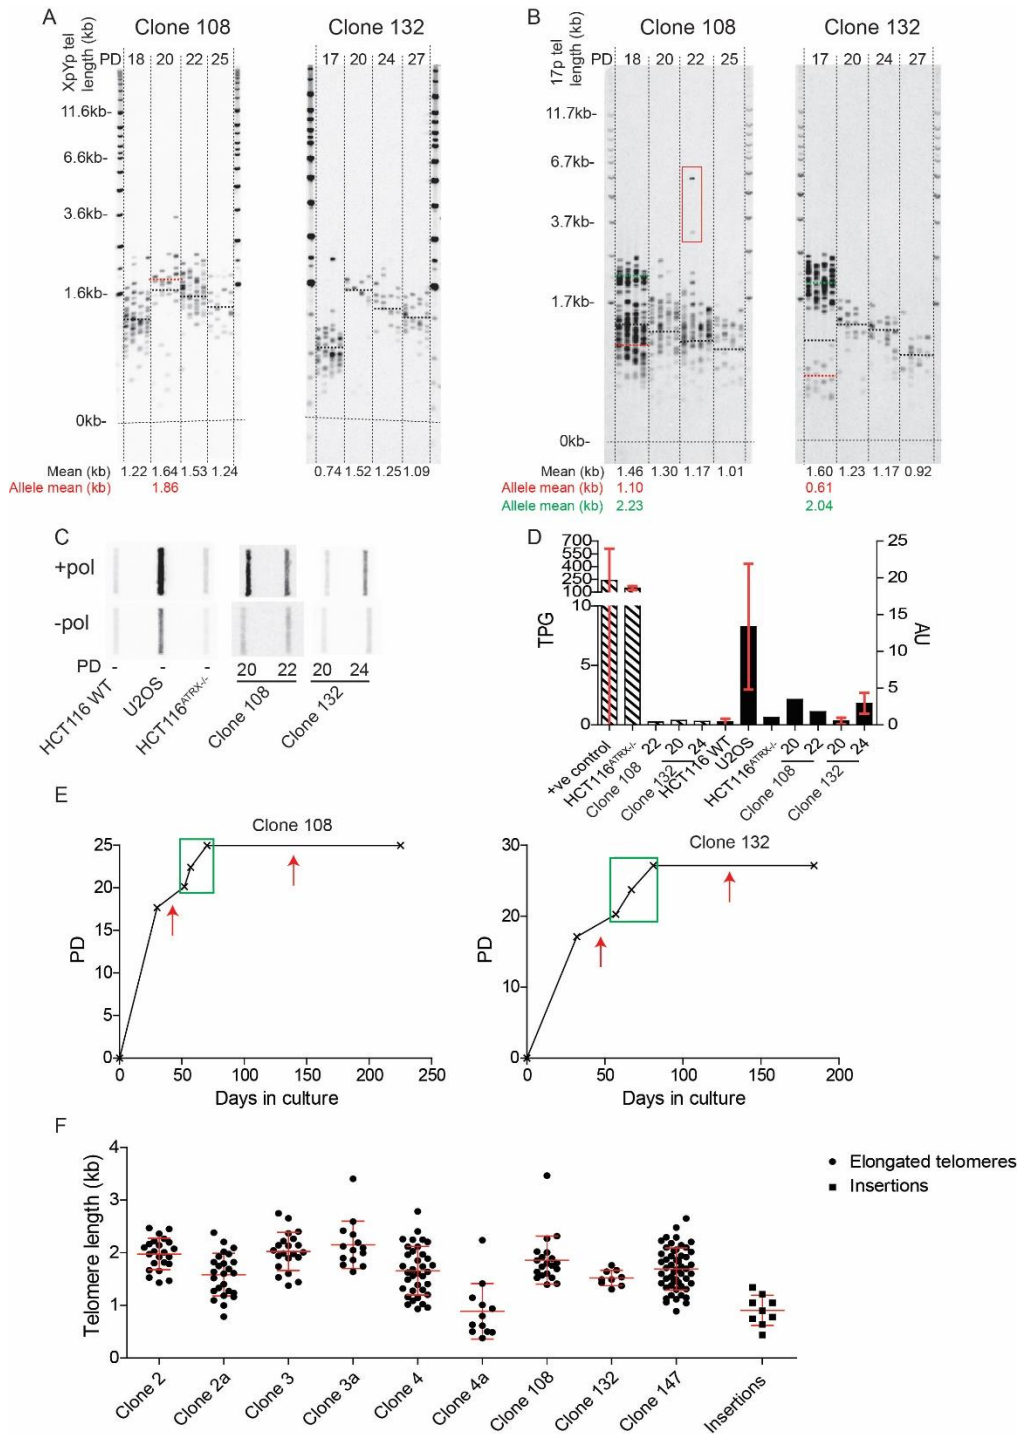 A
Clone 108
Clone 132
XpYp tel
length (kb)
PD 18 20 22 25
17 20 24 27
11.6kb-
6.6kb-
3.6kb-
1.6kb-
0kb-
Mean (kb) 1.22 1.64 1.53 1.24
0.74 1.52 1.25 1.09
Allele mean (kb) 1.86
B
Clone 108
Clone 132
17p tel
length (kb)
PD 18 20 22 25
17 20 24 27
11.7kb-
6.7kb-
3.7kb-
1.7kb-
0kb-
Mean (kb) 1.46 1.30 1.17 1.01
1.60 1.23 1.17 0.92
Allele mean (kb) 1.10
0.61
Allele mean (kb) 2.23
2.04
C
+pol
-pol
PD - - - 20 22 20 24
HCT116 WT
U2OS
HCT116ATRX-/-
Clone 108
Clone 132
D
TPG
700
550
400
250
100
10
5
0
AU
25
20
15
10
5
0
+ve control
HCT116ATRX-/-
22
Clone 108
20
24
Clone 132
HCT116 WT
U2OS
HCT116ATRX-/-
20
22
Clone 108
20
24
Clone 132
E
Clone 108
PD
25
20
15
10
5
0
0 50 100 150 200 250
Days in culture
Clone 132
PD
30
20
10
0
0 50 100 150 200
Days in culture
F
Telomere length (kb)
4
3
2
1
0
Clone 2
Clone 2a
Clone 3
Clone 3a
Clone 4
Clone 4a
Clone 108
Clone 132
Clone 147
Insertions
Elongated telomeres
Insertions